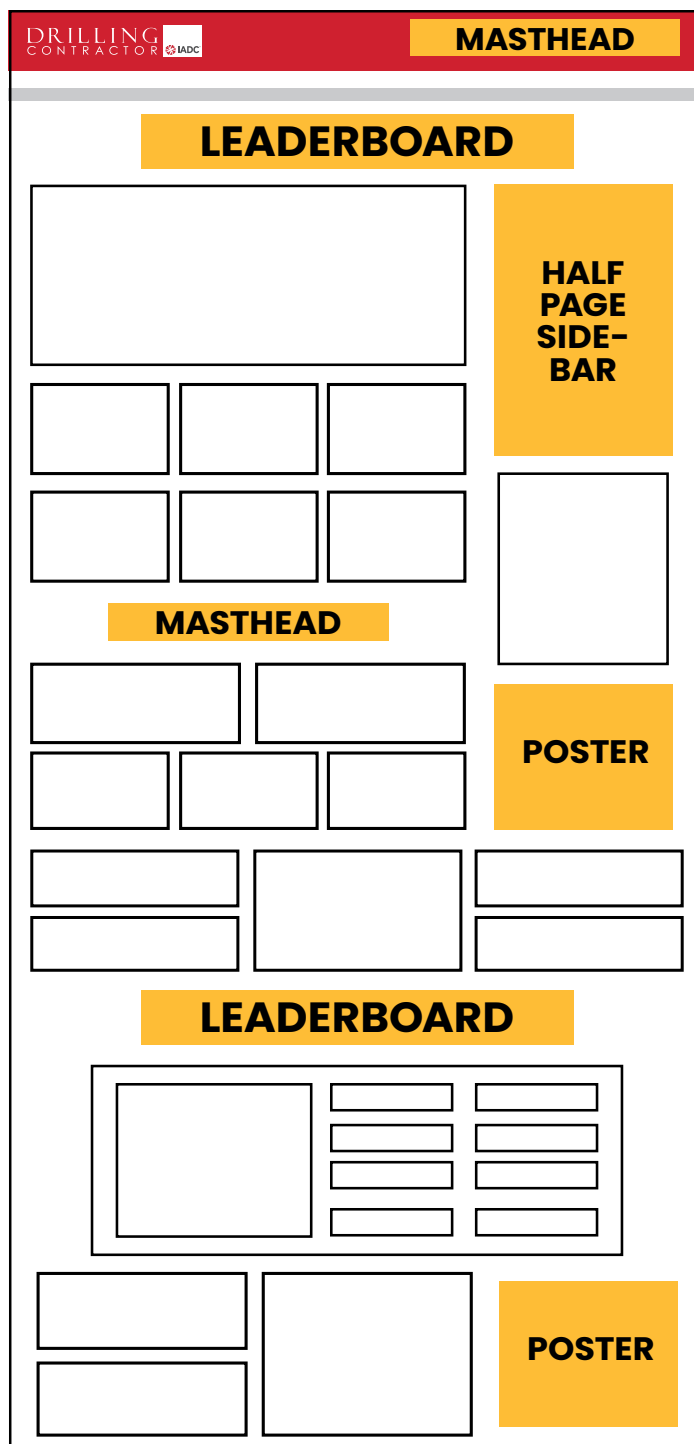 DRILLING
CONTRACTOR
IADC
MASTHEAD
LEADERBOARD
HALF
PAGE
SIDE-
BAR
MASTHEAD
POSTER
LEADERBOARD
POSTER